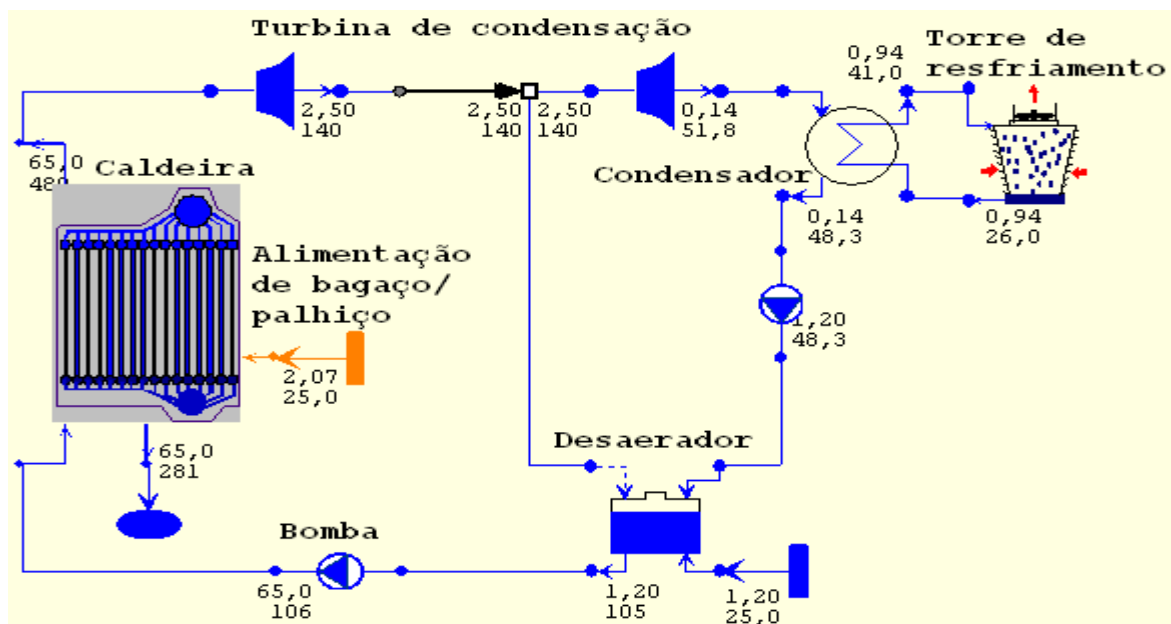 Turbina de condensação
Torre de
resfriamento
0,94
41,0
2,50
140
2,50
140
2,50
140
0,14
51,8
65,0
Caldeira
Condensador
0,14
48,3
0,94
26,0
Alimentação
de bagaço/
palhiço
2,07
25,0
1,20
48,3
65,0
281
Desaerador
Bomba
65,0
106
1,20
105
1,20
25,0